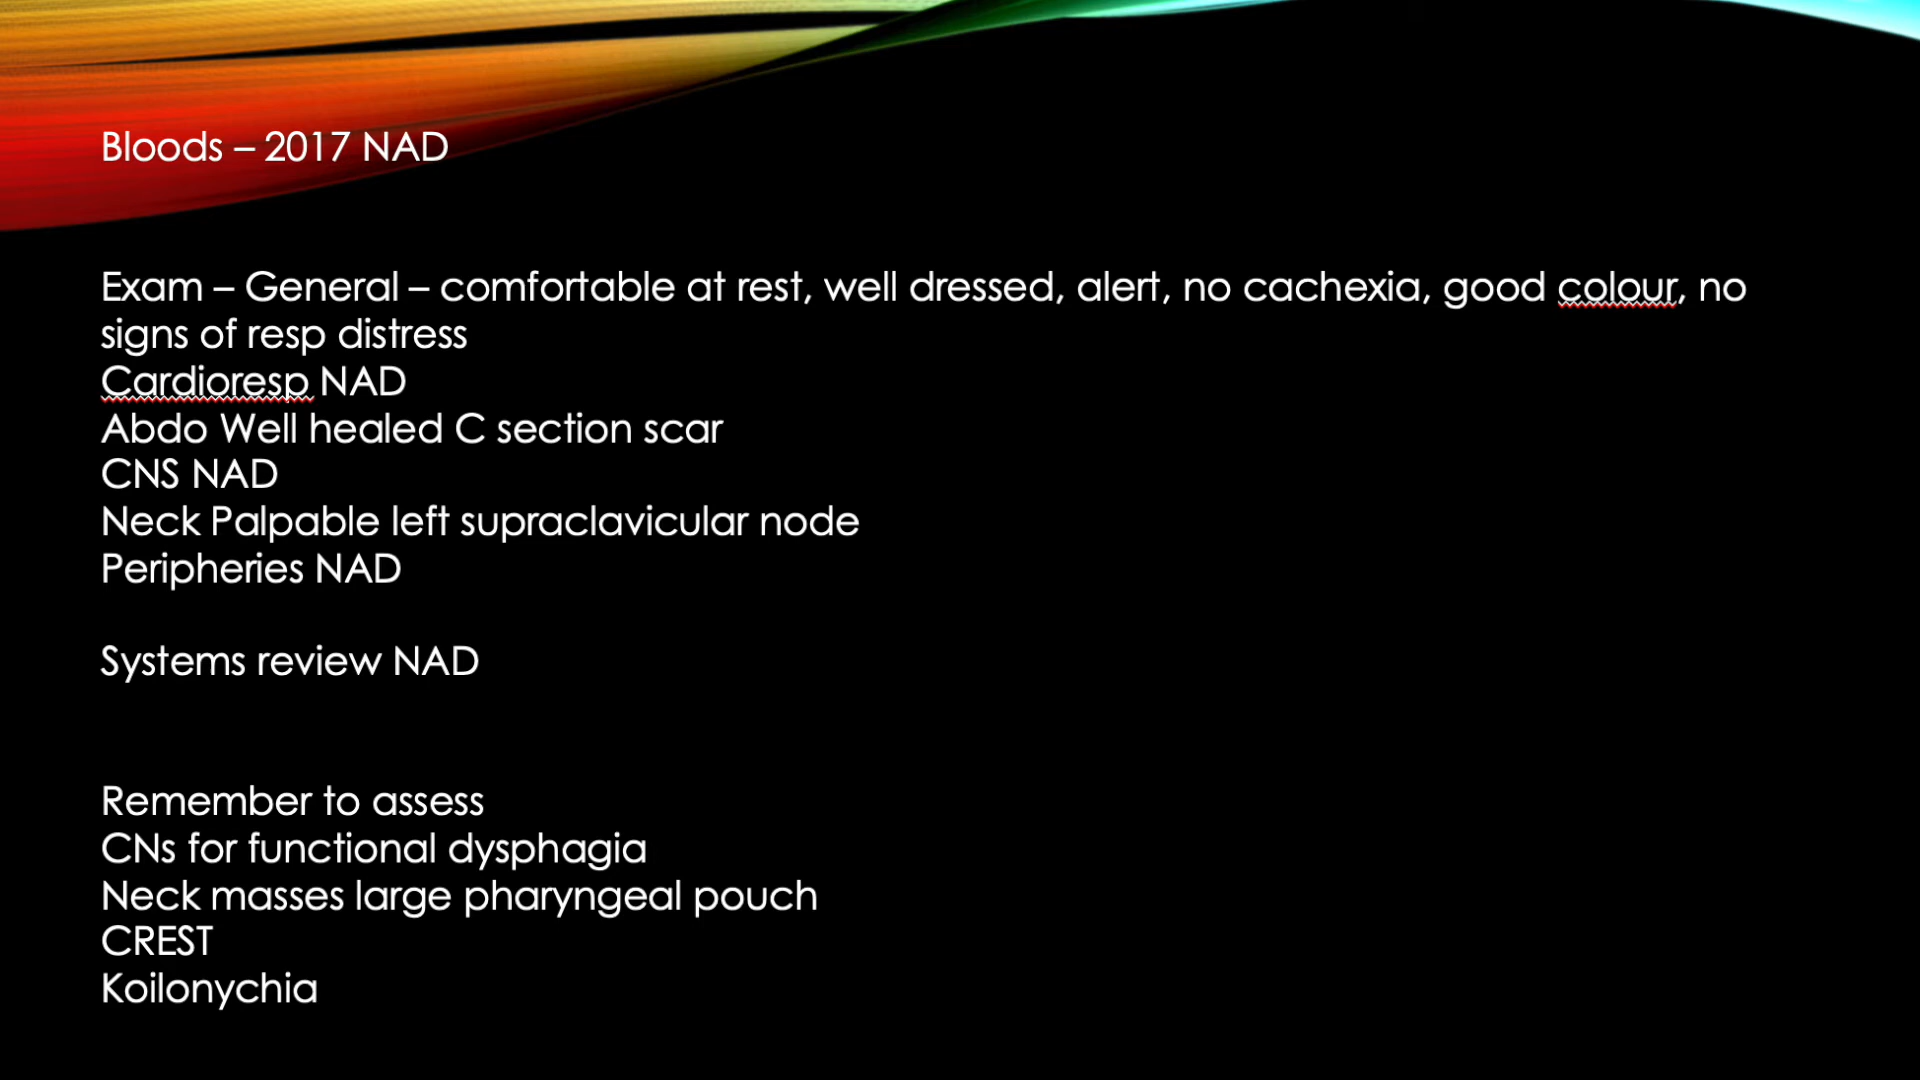 Bloods – 2017 NAD
Exam – General – comfortable at rest, well dressed, alert, no cachexia, good colour, no
signs of resp distress
Cardioresp NAD
Abdo Well healed C section scar
CNS NAD
Neck Palpable left supraclavicular node
Peripheries NAD
Systems review NAD
Remember to assess
CNs for functional dysphagia
Neck masses large pharyngeal pouch
CREST
Koilonychia